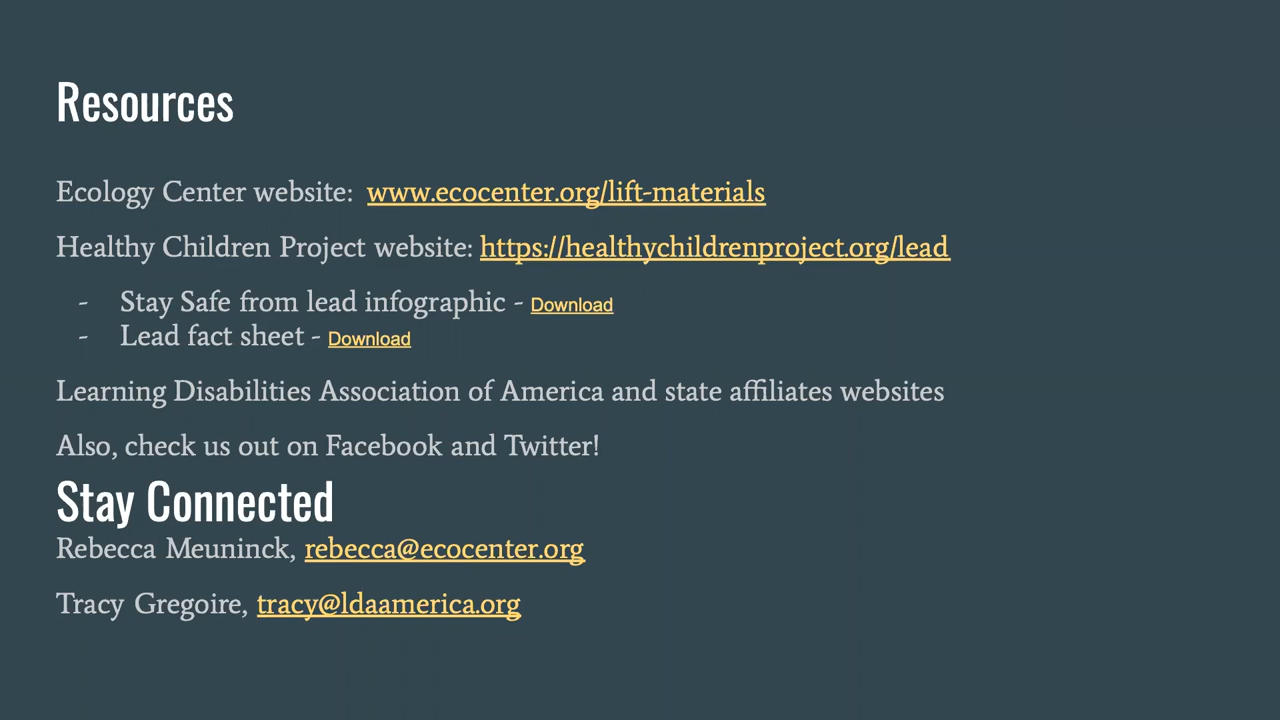 Resources
Ecology Center website: www.ecocenter.org/lift-materials
Healthy Children Project website: https://healthychildrenproject.org/lead
- Stay Safe from lead infographic - Download
- Lead fact sheet - Download
Learning Disabilities Association of America and state affiliates websites
Also, check us out on Facebook and Twitter!
Stay Connected
Rebecca Meuninck, rebecca@ecocenter.org
Tracy Gregoire, tracy@ldaamerica.org